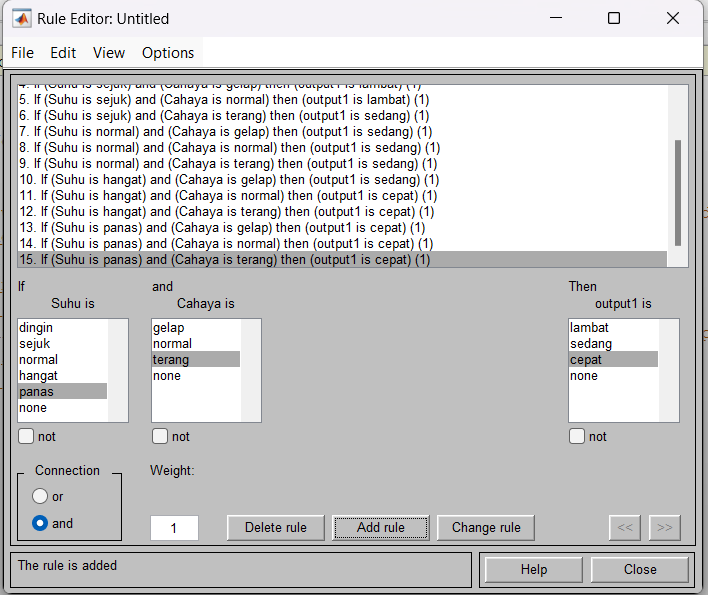 Rule Editor: Untitled
File Edit View Options
4. If (Suhu is sejuk) and (Cahaya is gelap) then (output1 is lambat) (1)
5. If (Suhu is sejuk) and (Cahaya is normal) then (output1 is lambat) (1)
6. If (Suhu is sejuk) and (Cahaya is terang) then (output1 is sedang) (1)
7. If (Suhu is normal) and (Cahaya is gelap) then (output1 is sedang) (1)
8. If (Suhu is normal) and (Cahaya is normal) then (output1 is sedang) (1)
9. If (Suhu is normal) and (Cahaya is terang) then (output1 is sedang) (1)
10. If (Suhu is hangat) and (Cahaya is gelap) then (output1 is sedang) (1)
11. If (Suhu is hangat) and (Cahaya is normal) then (output1 is cepat) (1)
12. If (Suhu is hangat) and (Cahaya is terang) then (output1 is cepat) (1)
13. If (Suhu is panas) and (Cahaya is gelap) then (output1 is cepat) (1)
14. If (Suhu is panas) and (Cahaya is normal) then (output1 is cepat) (1)
15. If (Suhu is panas) and (Cahaya is terang) then (output1 is cepat) (1)
If and Then
Suhu is Cahaya is output1 is
dingin gelap lambat
sejuk normal sedang
normal terang cepat
hangat none none
panas
none
not not not
Connection Weight:
or
and 1 Delete rule Add rule Change rule << >>
The rule is added Help Close